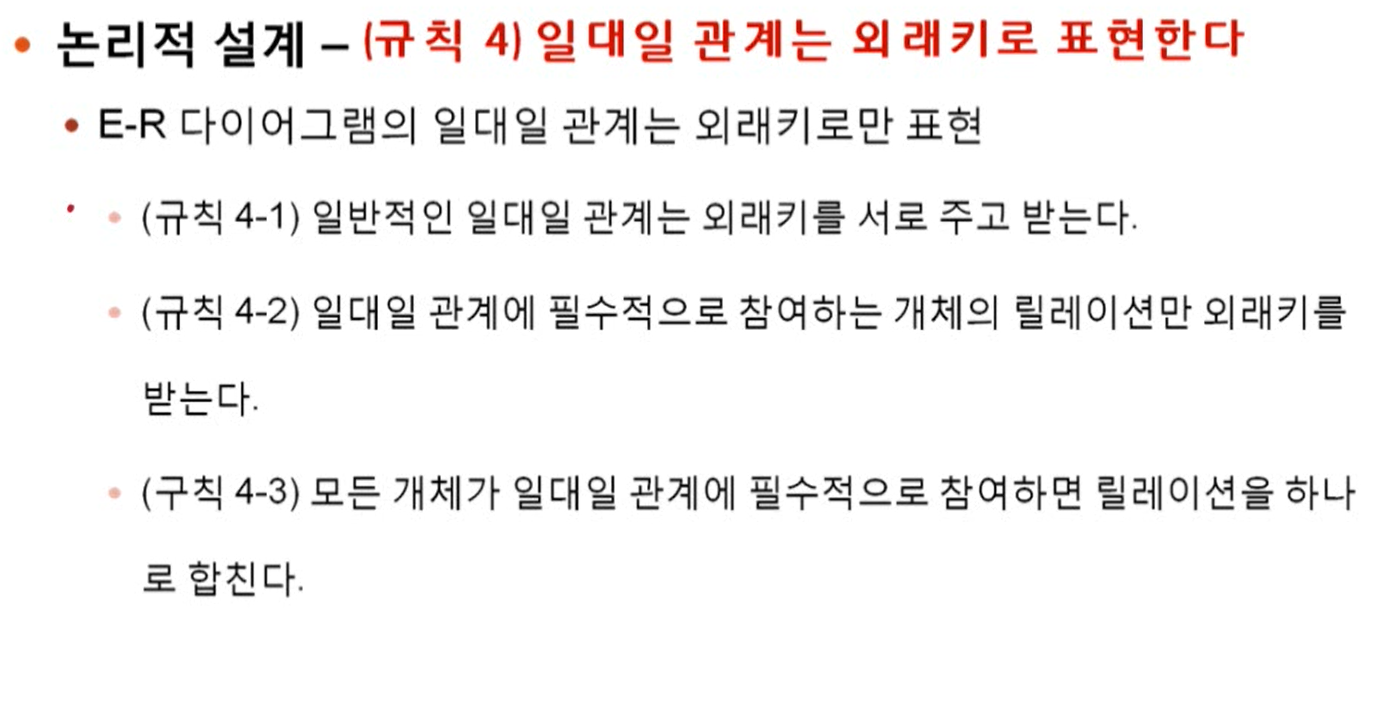 논리적 설계 – (규칙 4) 일대일 관계는 외래키로 표현한다
E-R 다이어그램의 일대일 관계는 외래키로만 표현
(규칙 4-1) 일반적인 일대일 관계는 외래키를 서로 주고 받는다.
(규칙 4-2) 일대일 관계에 필수적으로 참여하는 개체의 릴레이션만 외래키를
받는다.
(구칙 4-3) 모든 개체가 일대일 관계에 필수적으로 참여하면 릴레이션을 하나
로 합친다.